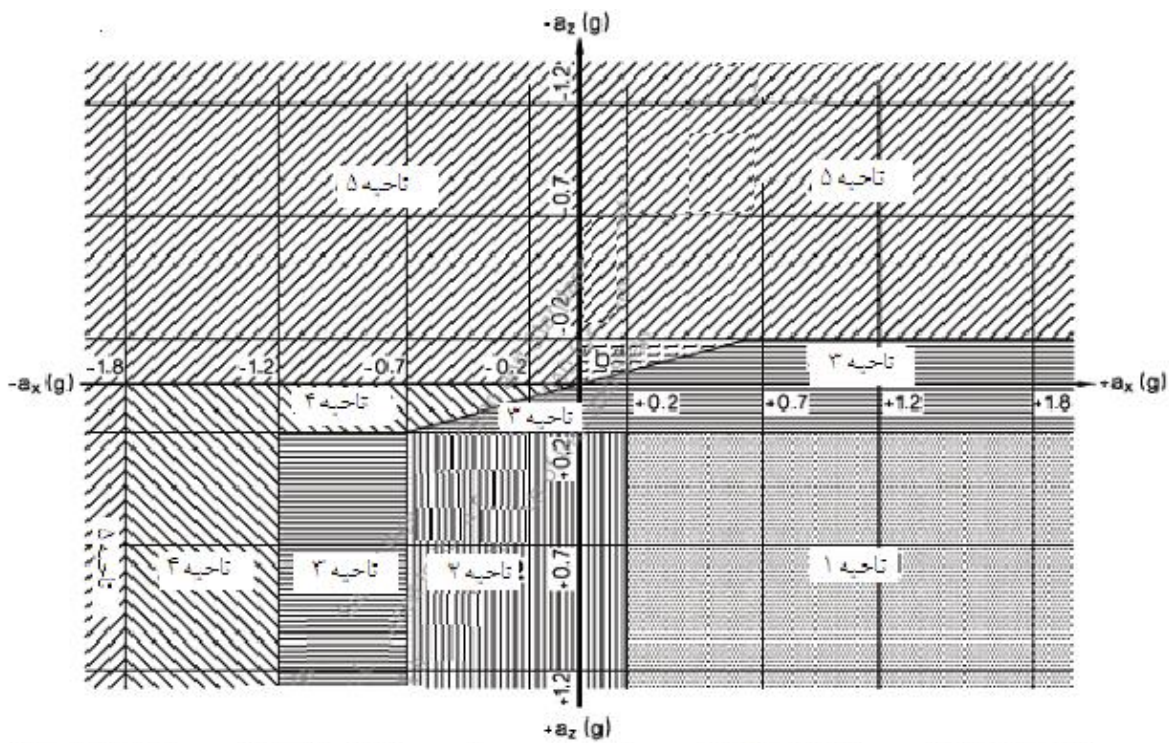 -az (g)
-1.2
ناحیه ۵
ناحیه ۵
-0.7
-0.2
-1.8
-1.2
-0.7
-0.2
b
ناحیه ۳
-ax (g)
+ax (g)
ناحیه ۴
ناحیه ۳
+0.2
+0.7
+1.2
+1.8
+0.2
ناحیه ۵
ناحیه ۴
ناحیه ۳
ناحیه ۲
+0.7
ناحیه ۱
+1.2
+az (g)